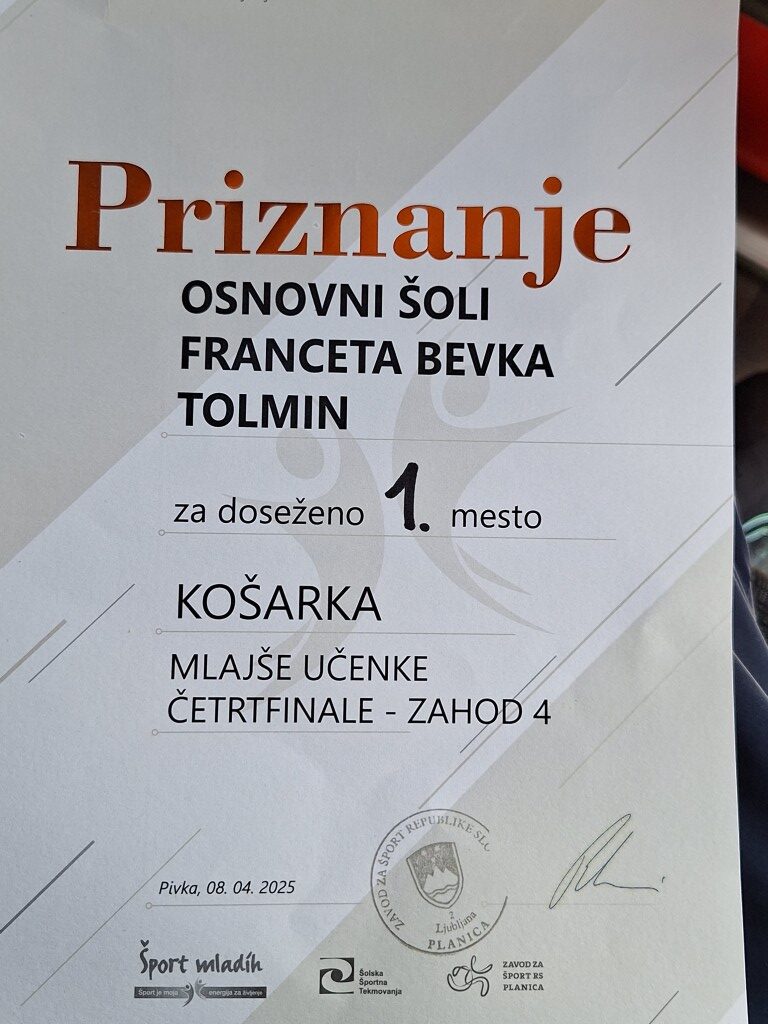 Priznanje
OSNOVNI ŠOLI
FRANCETA BEVKA
TOLMIN
za doseženo 1. mesto
KOŠARKA
MLAJŠE UČENKE
ČETRTFINALE - ZAHOD 4
Pivka, 08. 04. 2025
ZAVOD ZA ŠPORT REPUBLIKE SLO
2
Ljubljana
PLANICA
Šport mladih
Šport je moja energija za življenje
Šolska
Športna
Tekmovanja
ZAVOD ZA
ŠPORT RS
PLANICA